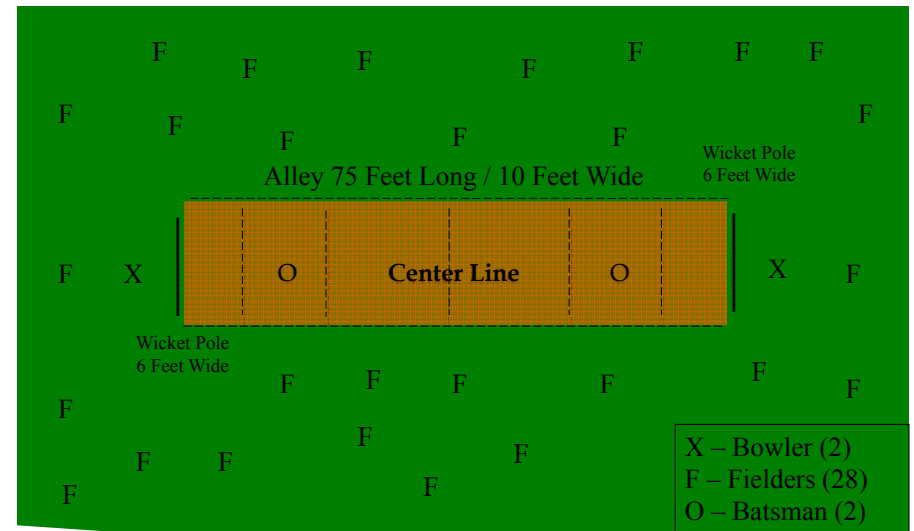 F F F F F F F
F F F F F F
Wicket Pole
6 Feet Wide
Alley 75 Feet Long / 10 Feet Wide
F X O Center Line O X F
Wicket Pole
6 Feet Wide
F F F F F F
F
F F F F
F F
X – Bowler (2)
F – Fielders (28)
O – Batsman (2)